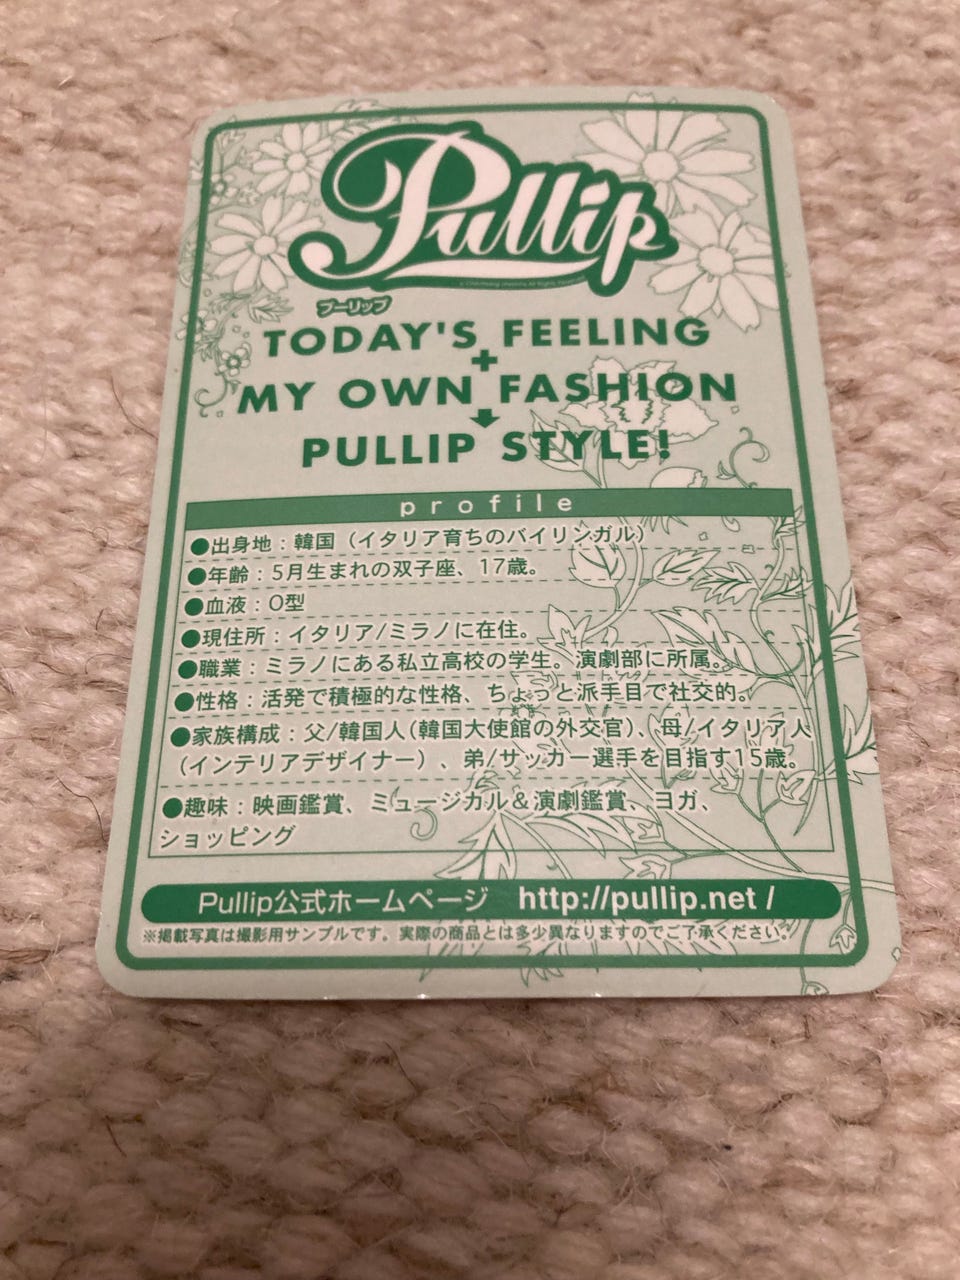 Pullip
プーリップ
TODAY'S FEELING
+
MY OWN FASHION
PULLIP STYLE!
profile
●出身地：韓国（イタリア育ちのバイリンガル）
●年齢：5月生まれの双子座、17歳。
●血液：O型
●現住所：イタリア/ミラノに在住。
●職業：ミラノにある私立高校の学生。演劇部に所属。
●性格：活発で積極的な性格、ちょっと派手目で社交的。
●家族構成：父/韓国人(韓国大使館の外交官）、母/イタリア人
（インテリアデザイナー）、弟/サッカー選手を目指す15歳。
●趣味：映画鑑賞、ミュージカル＆演劇鑑賞、ヨガ、
ショッピング
Pullip公式ホームページ http://pullip.net /
※掲載写真は撮影用サンプルです。実際の商品とは多少異なりますのでご了承ください。